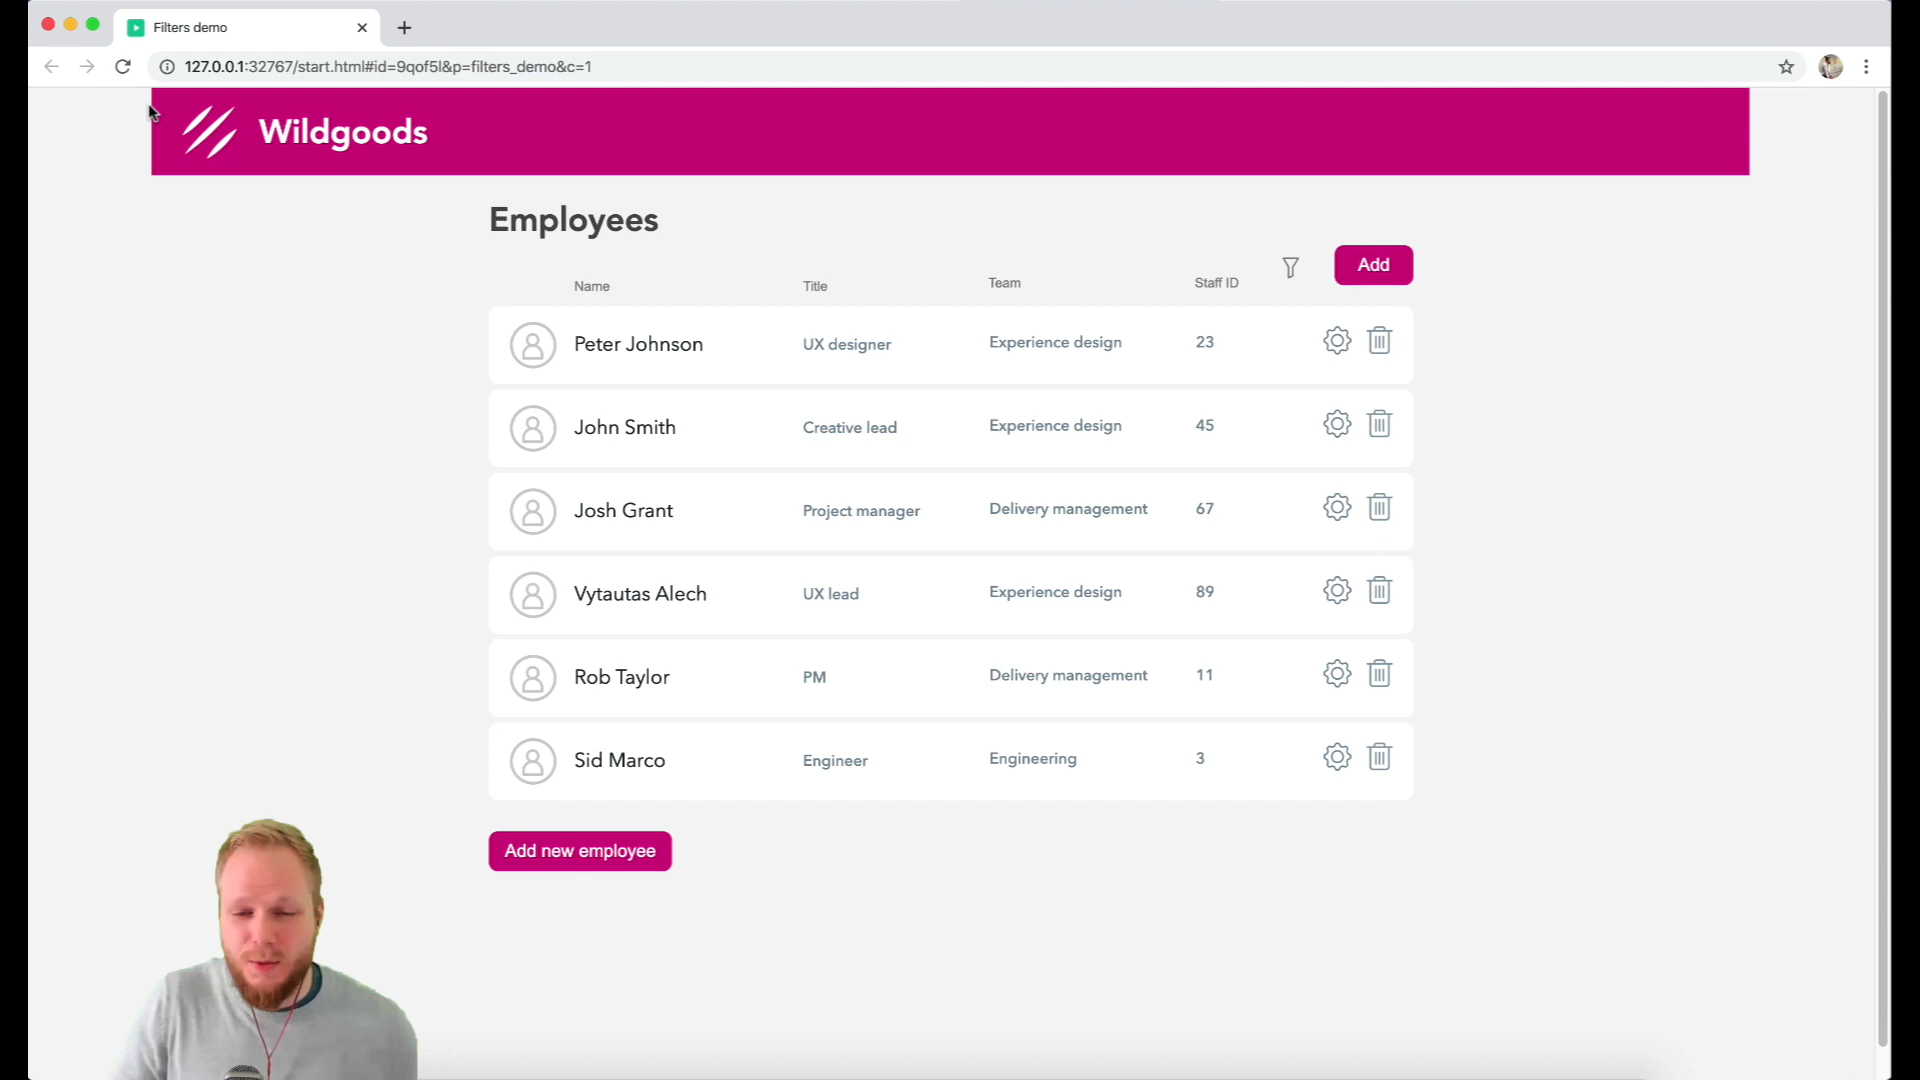 Filters demo
127.0.0.1:32767/start.html#id=9qof5l&p=filters_demo&c=1
Wildgoods
Employees
Add
Name Title Team Staff ID
Peter Johnson UX designer Experience design 23
John Smith Creative lead Experience design 45
Josh Grant Project manager Delivery management 67
Vytautas Alech UX lead Experience design 89
Rob Taylor PM Delivery management 11
Sid Marco Engineer Engineering 3
Add new employee